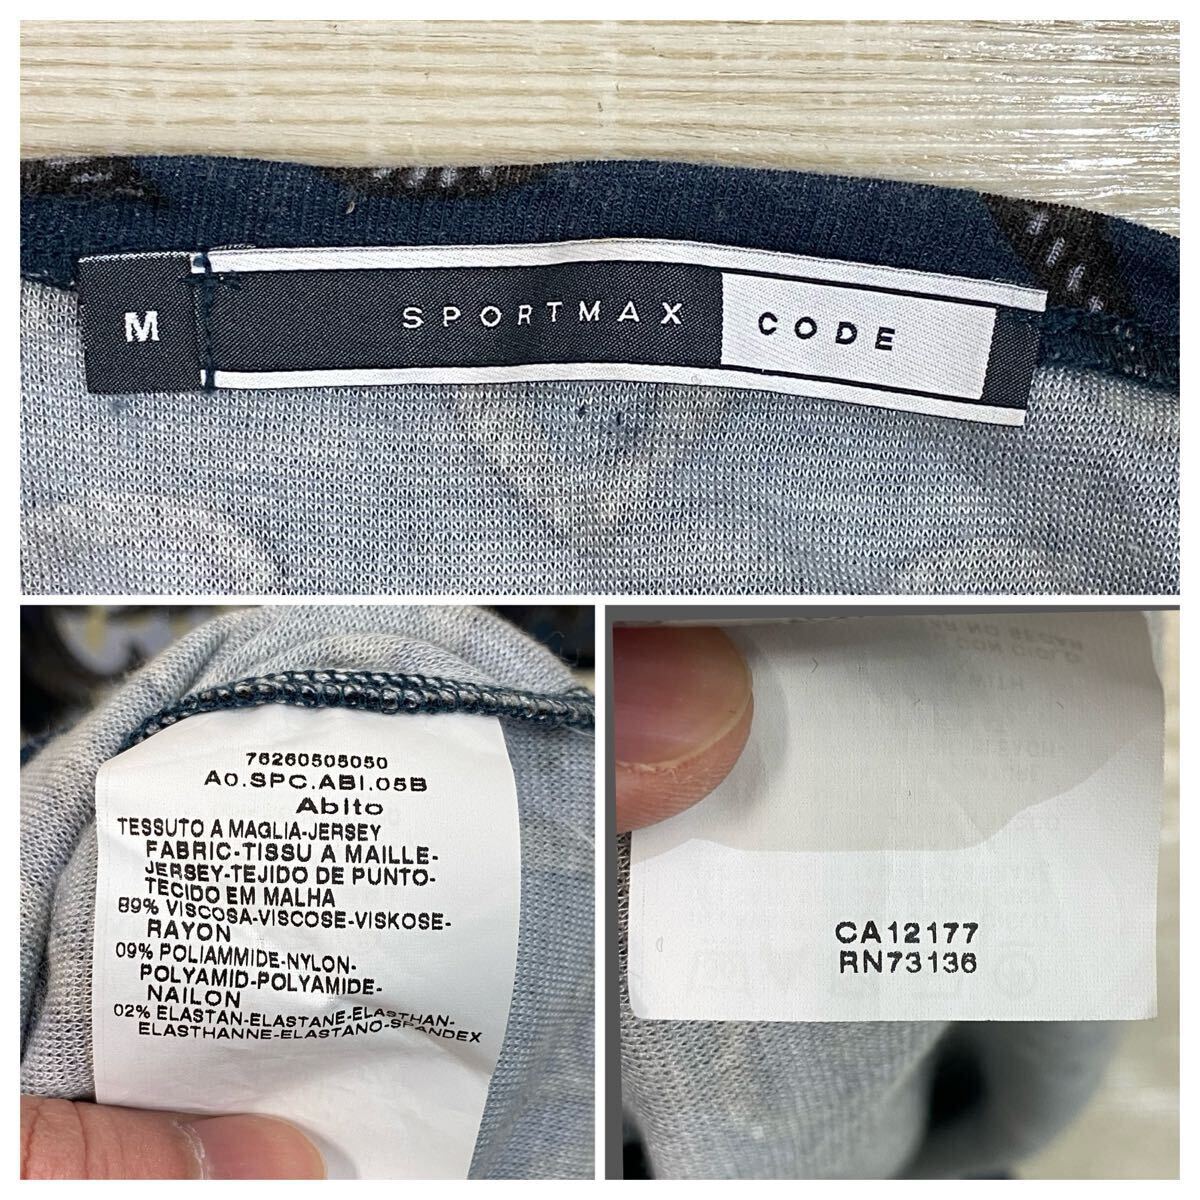 M
SPORTMAX CODE
76260505050
A0.SPC.ABI.05B
Abito
TESSUTO A MAGLIA-JERSEY
FABRIC-TISSU A MAILLE-
JERSEY-TEJIDO DE PUNTO-
TECIDO EM MALHA
89% VISCOSA-VISCOSE-VISKOSE-
RAYON
09% POLIAMMIDE-NYLON-
POLYAMID-POLYAMIDE-
NAILON
02% ELASTAN-ELASTANE-ELASTHAN-
ELASTHANNE-ELASTANO-SPANDEX
CA12177
RN73136